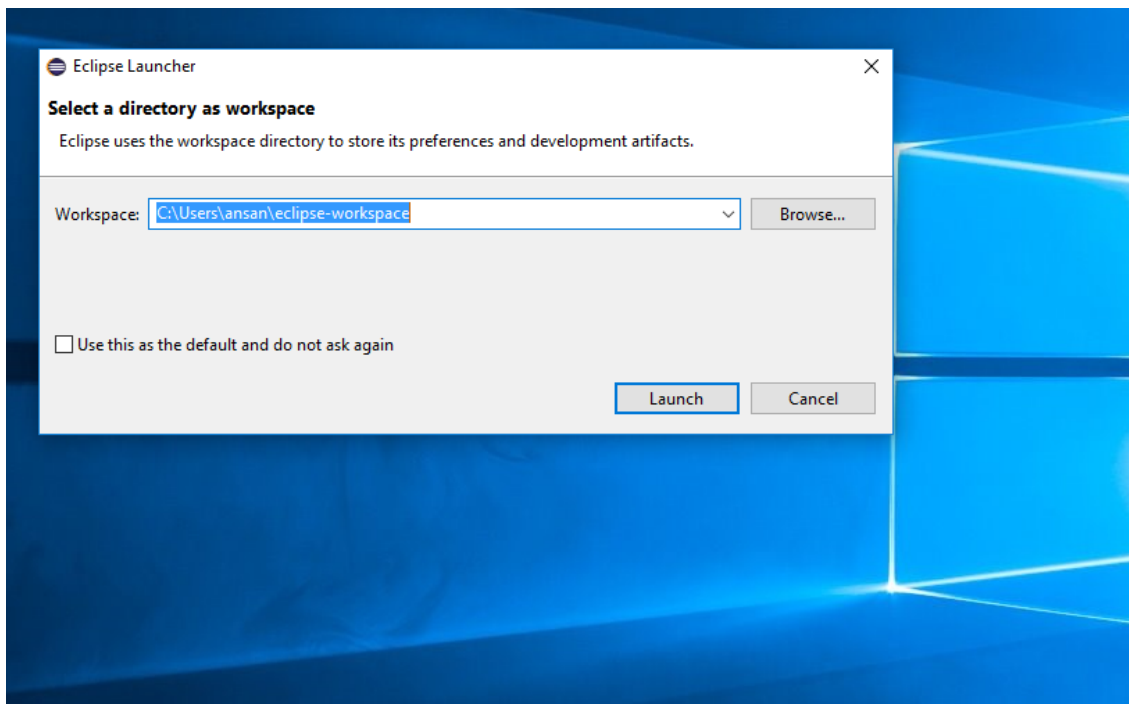 Eclipse Launcher
Select a directory as workspace
Eclipse uses the workspace directory to store its preferences and development artifacts.
Workspace: C:\Users\ansan\eclipse-workspace Browse...
Use this as the default and do not ask again
Launch Cancel